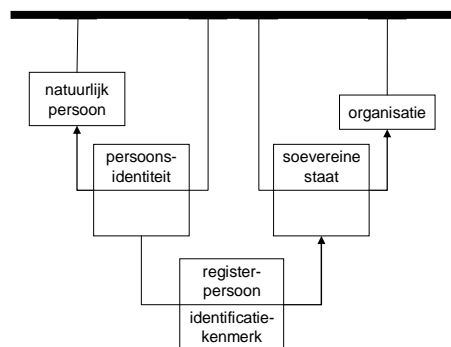 natuurlijk
persoon
organisatie
persoons-
identiteit
soevereine
staat
register-
persoon
identificatie-
kenmerk